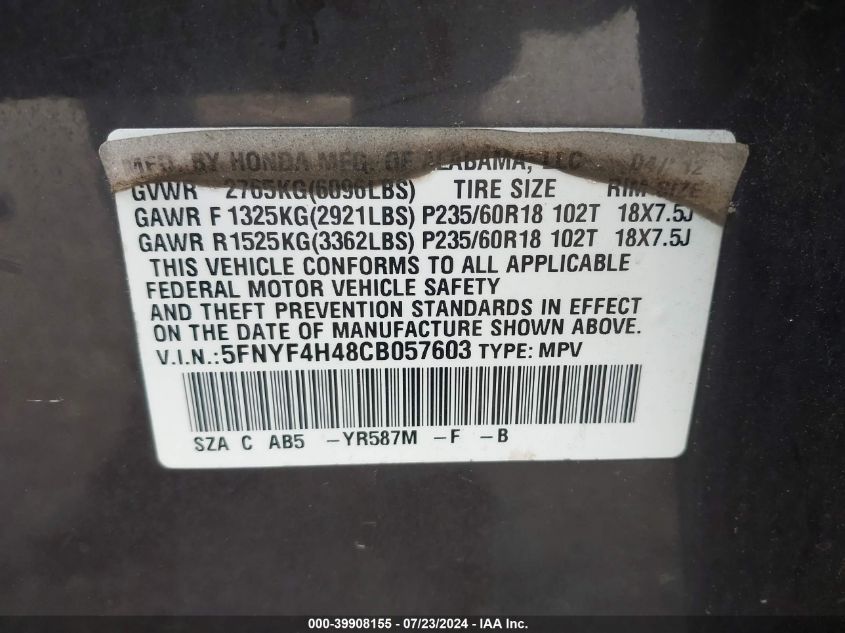 MFD. BY HONDA MFG. OF ALABAMA, LLC 04/'12
GVWR 2765KG(6096LBS) TIRE SIZE RIM SIZE
GAWR F 1325KG(2921LBS) P235/60R18 102T 18X7.5J
GAWR R 1525KG(3362LBS) P235/60R18 102T 18X7.5J
THIS VEHICLE CONFORMS TO ALL APPLICABLE
FEDERAL MOTOR VEHICLE SAFETY
AND THEFT PREVENTION STANDARDS IN EFFECT
ON THE DATE OF MANUFACTURE SHOWN ABOVE.
V.I.N.:5FNYF4H48CB057603 TYPE: MPV
SZA C AB5 -YR587M -F -B
000-39908155 / 07/23/2024 - IAA Inc.